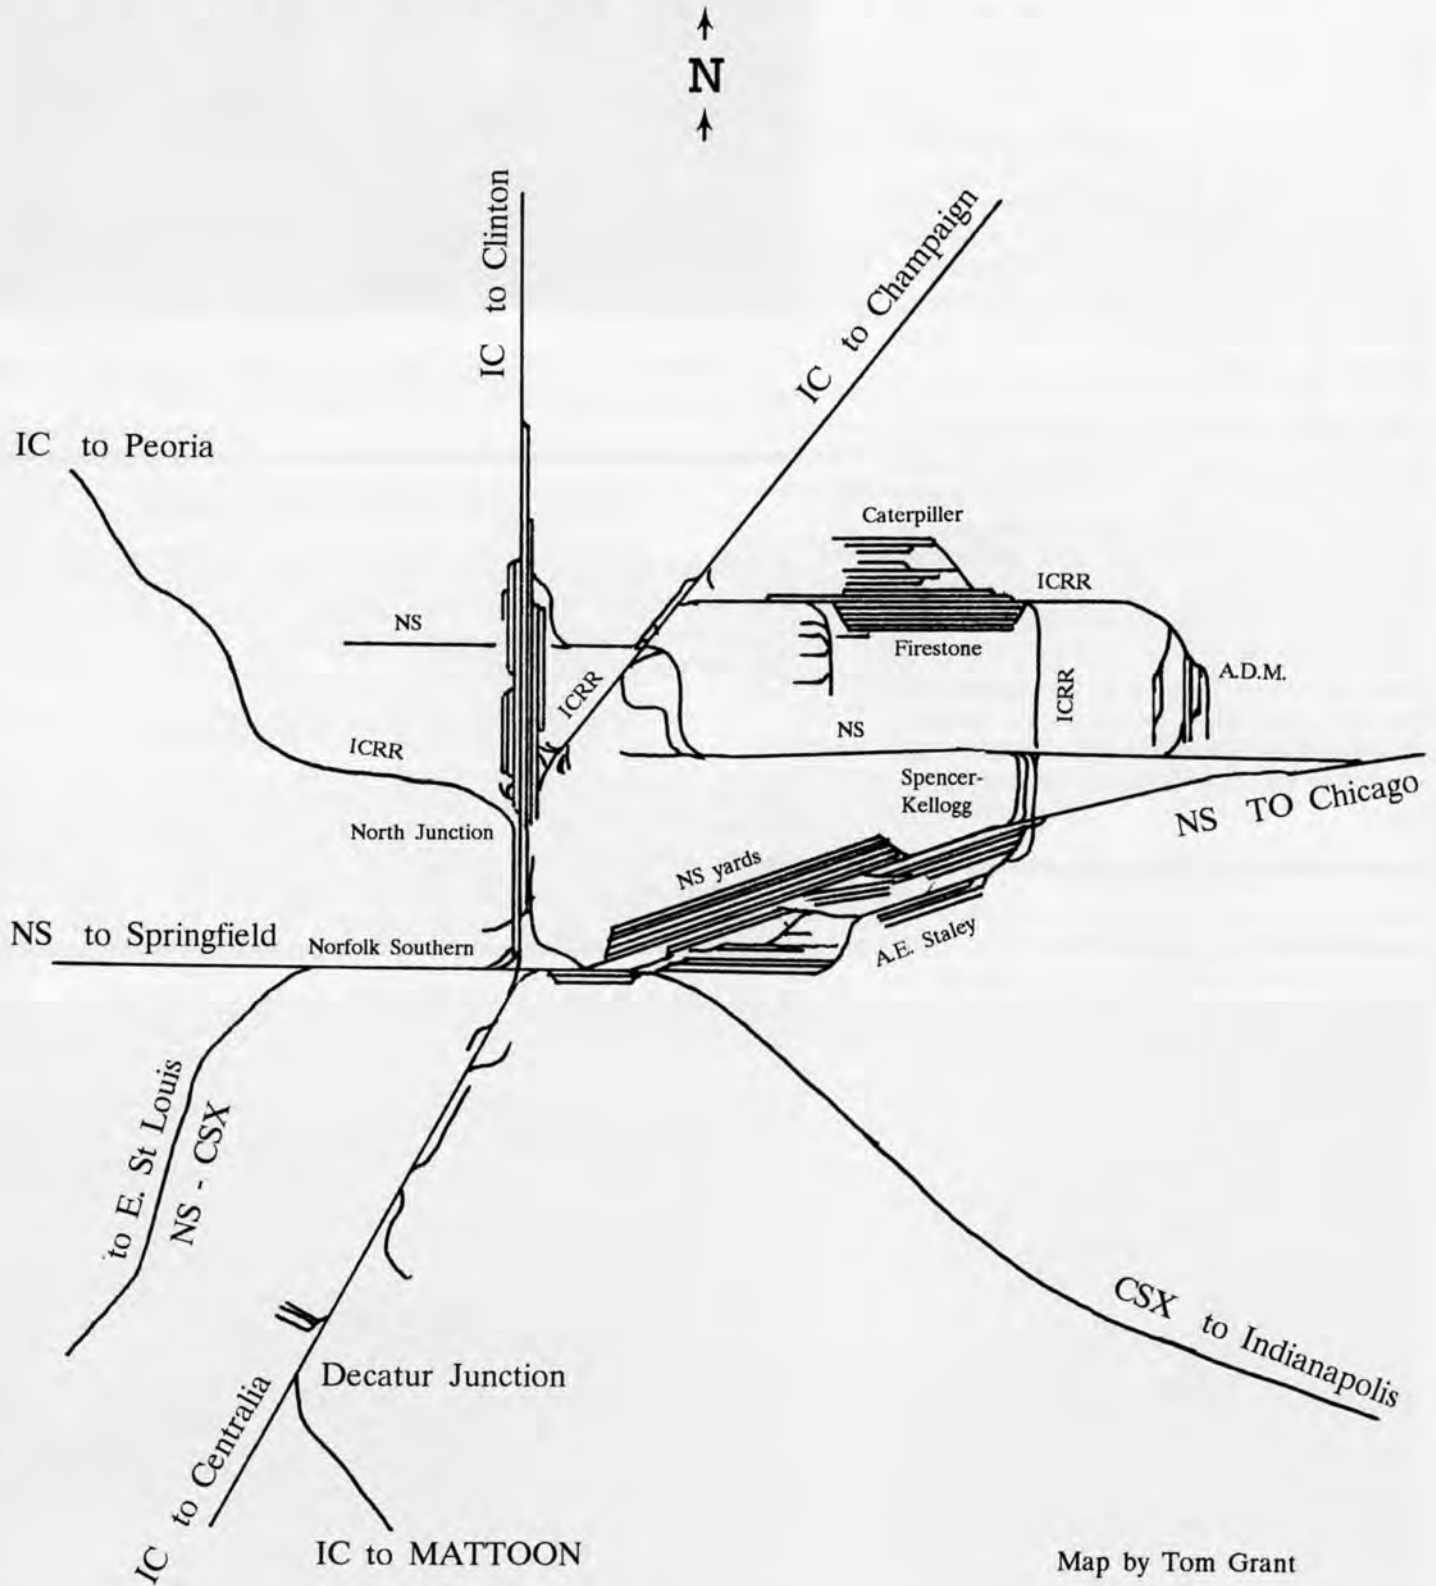 N
IC to Clinton
IC to Champaign
IC to Peoria
Caterpiller
ICRR
NS
Firestone
A.D.M.
ICRR
ICRR
NS
ICRR
Spencer-
Kellogg
NS TO Chicago
North Junction
NS yards
NS to Springfield
Norfolk Southern
A.E. Staley
to E. St Louis
NS - CSX
CSX to Indianapolis
Decatur Junction
IC to Centralia
IC to MATTOON
Map by Tom Grant